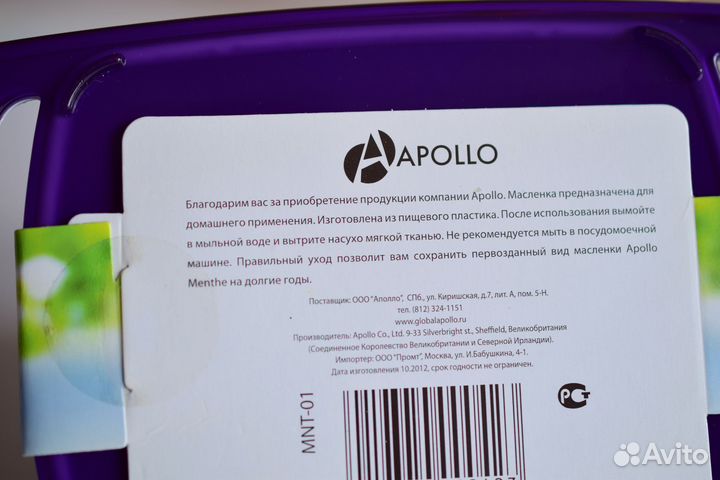 APOLLO
Благодарим вас за приобретение продукции компании Apollo. Масленка предназначена для
домашнего применения. Изготовлена из пищевого пластика. После использования вымойте
в мыльной воде и вытрите насухо мягкой тканью. Не рекомендуется мыть в посудомоечной
машине. Правильный уход позволит вам сохранить первозданный вид масленки Apollo
Menthe на долгие годы.
Поставщик: ООО "Аполло", СПб., ул. Киришская, д.7, лит. А, пом. 5-Н.
тел. (812) 324-1151
www.globalapollo.ru
Производитель: Apollo Co., Ltd. 9-33 Silverbright st., Sheffield, Великобритания
(Соединенное Королевство Великобритании и Северной Ирландии).
Импортер: ООО "Промт", Москва, ул. И.Бабушкина, 4-1.
Дата изготовления 10.2012, срок годности не ограничен.
MNT-01
РСТ
Avito